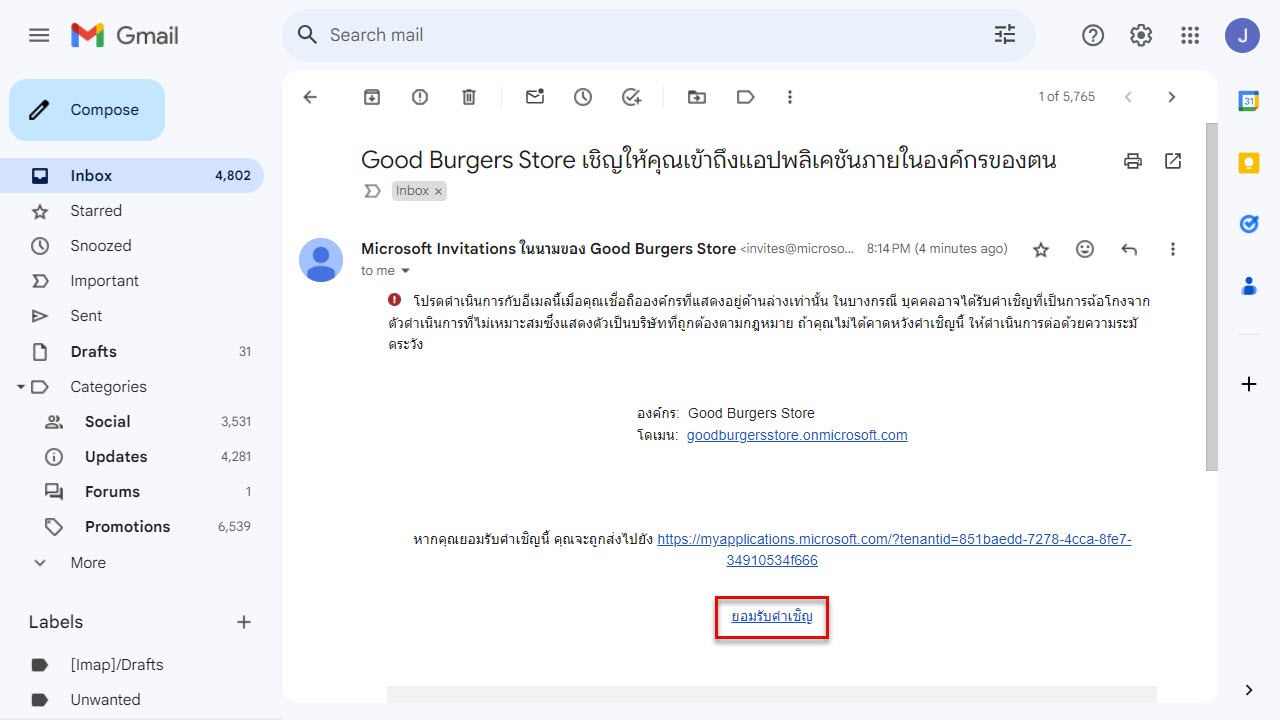 Gmail
Search mail
J
Compose
1 of 5,765
31
Good Burgers Store เชิญให้คุณเข้าถึงแอปพลิเคชันภายในองค์กรของตน
Inbox 4,802
Inbox ×
Starred
Snoozed
Microsoft Invitations ในนามของ Good Burgers Store <invites@microso... 8:14 PM (4 minutes ago)
to me
Important
โปรดดำเนินการกับอีเมลนี้เมื่อคุณเชื่อถือองค์กรที่แสดงอยู่ด้านล่างเท่านั้น ในบางกรณี บุคคลอาจได้รับคำเชิญที่เป็นการฉ้อโกงจาก
Sent
ตัวดำเนินการที่ไม่เหมาะสมซึ่งแสดงตัวเป็นบริษัทที่ถูกต้องตามกฎหมาย ถ้าคุณไม่ได้คาดหวังคำเชิญนี้ ให้ดำเนินการต่อด้วยความระมั
ดระวัง
Drafts 31
Categories
องค์กร: Good Burgers Store
Social 3,531
โดเมน: goodburgersstore.onmicrosoft.com
Updates 4,281
Forums 1
Promotions 6,539
หากคุณยอมรับคำเชิญนี้ คุณจะถูกส่งไปยัง https://myapplications.microsoft.com/?tenantid=851baedd-7278-4cca-8fe7-
34910534f666
More
ยอมรับคำเชิญ
Labels
[Imap]/Drafts
Unwanted